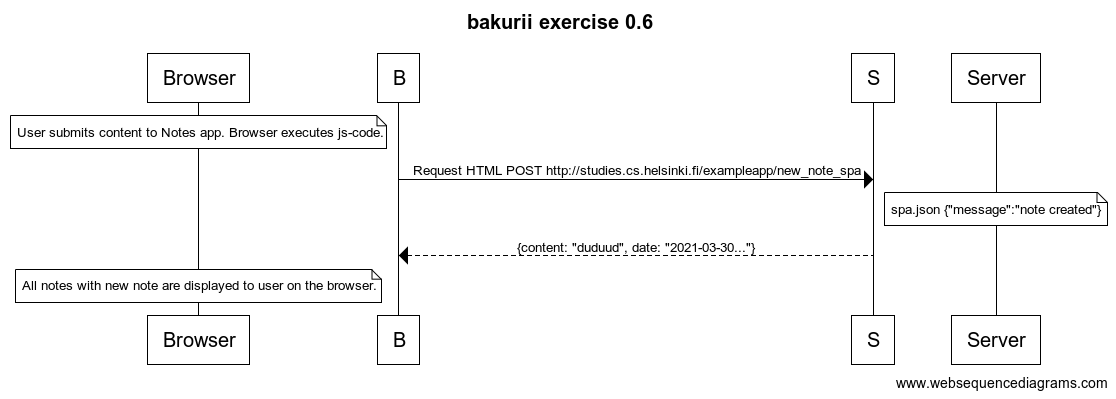 bakurii exercise 0.6
Browser
B
S
Server
User submits content to Notes app. Browser executes js-code.
Request HTML POST http://studies.cs.helsinki.fi/exampleapp/new_note_spa
spa.json {"message":"note created"}
{content: "duduud", date: "2021-03-30..."}
All notes with new note are displayed to user on the browser.
Browser
B
S
Server
www.websequencediagrams.com